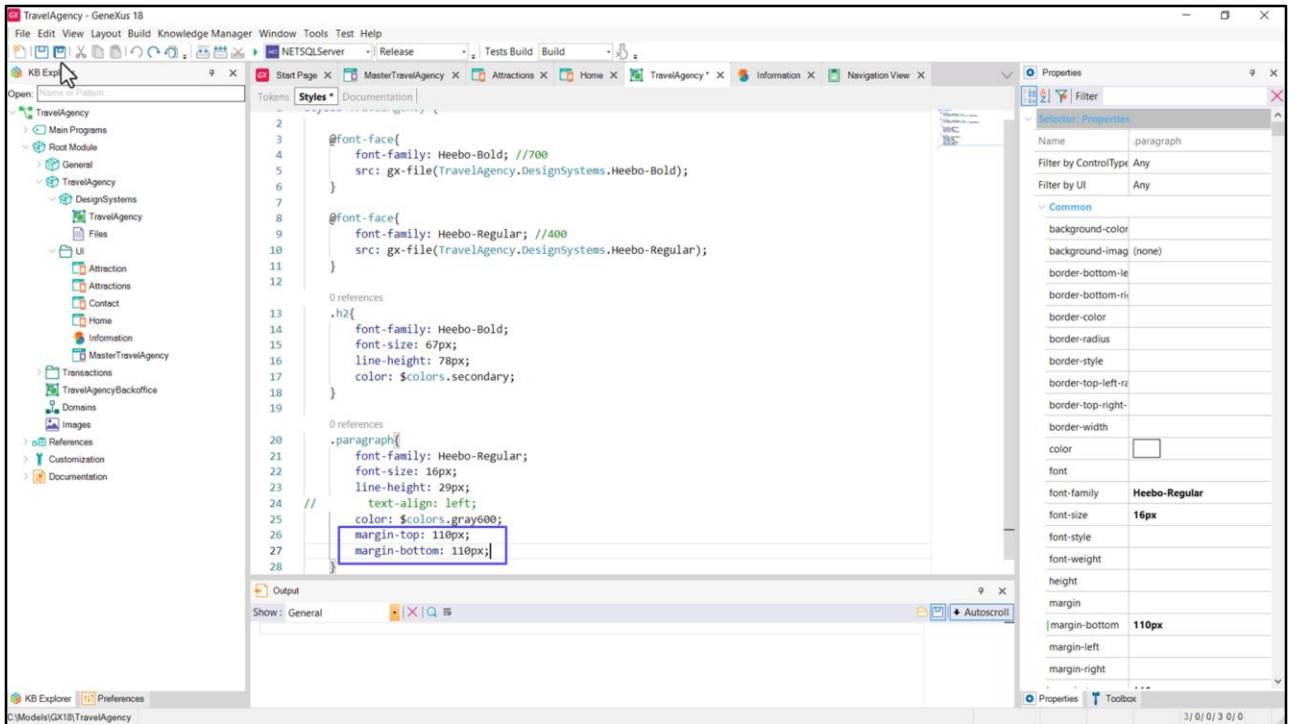 TravelAgency - GeneXus 18
File Edit View Layout Build Knowledge Manager Window Tools Test Help
NETSQLServer Release Tests Build Build
KB Expl
Open: Name or Pattern...
TravelAgency
Main Programs
Root Module
General
TravelAgency
DesignSystems
TravelAgency
Files
UI
Attraction
Attractions
Contact
Home
Information
MasterTravelAgency
Transactions
TravelAgencyBackoffice
Domains
Images
References
Customization
Documentation
KB Explorer Preferences
Start Page X MasterTravelAgency X Attractions X Home X TravelAgency * X Information X Navigation View X
Tokens Styles * Documentation
2
3 @font-face{
4 font-family: Heebo-Bold; //700
5 src: gx-file(TravelAgency.DesignSystems.Heebo-Bold);
6 }
7
8 @font-face{
9 font-family: Heebo-Regular; //400
10 src: gx-file(TravelAgency.DesignSystems.Heebo-Regular);
11 }
12
0 references
13 .h2{
14 font-family: Heebo-Bold;
15 font-size: 67px;
16 line-height: 78px;
17 color: $colors.secondary;
18 }
19
0 references
20 .paragraph{
21 font-family: Heebo-Regular;
22 font-size: 16px;
23 line-height: 29px;
24 // text-align: left;
25 color: $colors.gray600;
26 margin-top: 110px;
27 margin-bottom: 110px;
28 }
Output
Show: General Autoscroll
Properties
Filter
Selector: Properties
Name .paragraph
Filter by ControlType Any
Filter by UI Any
Common
background-color
background-imag (none)
border-bottom-le
border-bottom-ri
border-color
border-radius
border-style
border-top-left-ra
border-top-right-
border-width
color
font
font-family Heebo-Regular
font-size 16px
font-style
font-weight
height
margin
margin-bottom 110px
margin-left
margin-right
Properties Toolbox
C:\Models\GX18\TravelAgency 3/ 0/ 0/ 3 0/ 0